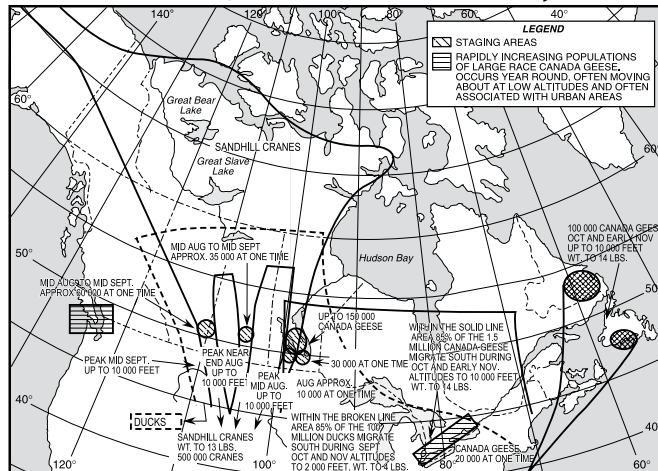 140°
120°
100°
80°
60°
40°
LEGEND
STAGING AREAS
RAPIDLY INCREASING POPULATIONS
OF LARGE RACE CANADA GEESE,
OCCURS YEAR ROUND, OFTEN MOVING
ABOUT AT LOW ALTITUDES AND OFTEN
ASSOCIATED WITH URBAN AREAS
60°
Great Bear
Lake
SANDHILL CRANES
Great Slave
Lake
60°
100 000 CANADA GEES
OCT AND EARLY NOV
UP TO 10,000 FEET
WT. TO 14 LBS.
MID AUG TO MID SEPT
APPROX. 35 000 AT ONE TIME
Hudson Bay
50°
50
MID AUG TO MID SEPT.
APPROX 60 000 AT ONE TIME
UP TO 150 000
CANADA GEESE
WITHIN THE SOLID LINE
AREA 85% OF THE 1.5
MILLION CANADA GEESE
MIGRATE SOUTH DURING
OCT AND EARLY NOV.
ALTITUDES TO 10 000 FEET
WT. TO 14 LBS.
PEAK MID SEPT.
UP TO 10 000 FEET
PEAK NEAR
END AUG
UP TO
10 000 FEET
30 000 AT ONE TIME
PEAK
MID AUG.
UP TO
10 000 FEET
AUG APPROX.
10 000 AT ONE TIME
40°
DUCKS
WITHIN THE BROKEN LINE
AREA 85% OF THE 100
MILLION DUCKS MIGRATE
SOUTH DURING SEPT
OCT AND NOV ALTITUDES
TO 2 000 FEET. WT. TO 4 LBS.
SANDHILL CRANES
WT. TO 13 LBS.
500 000 CRANES
CANADA GEESE
20 000 AT ONE TIME
40
120°
100°
80°
60°